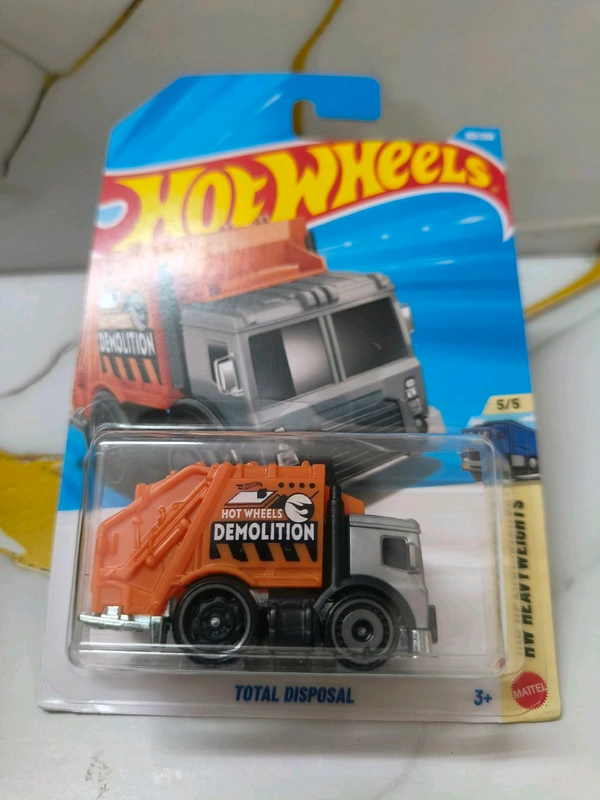 HOT WHEELS
DEMOLITION
5/5
HOT WHEELS
DEMOLITION
HW HEAVYWEIGHTS
TOTAL DISPOSAL
3+
MATTEL